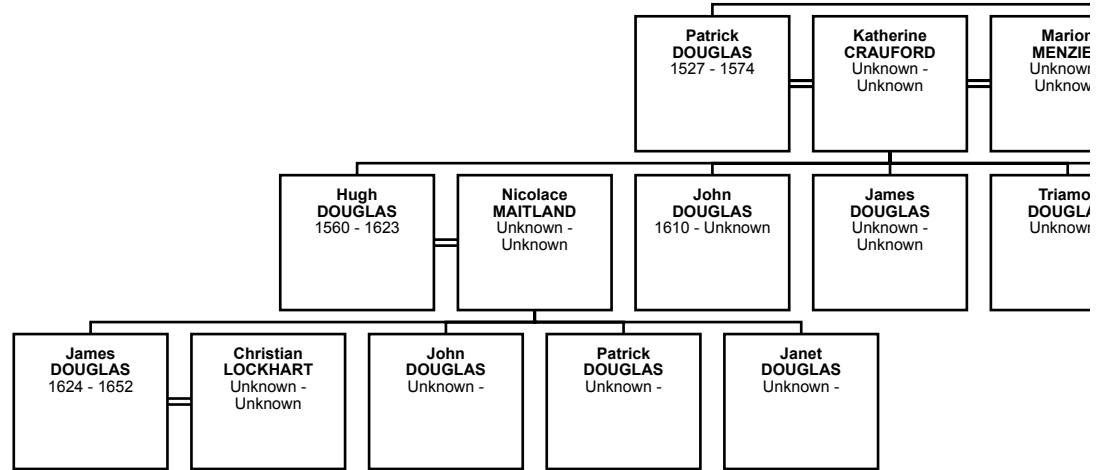 Patrick
DOUGLAS
1527 - 1574
Katherine
CRAUFORD
Unknown -
Unknown
Marion
Hugh
DOUGLAS
1560 - 1623
Nicolace
MAITLAND
Unknown -
Unknown
John
DOUGLAS
1610 - Unknown
James
DOUGLAS
Unknown -
Unknown
James
DOUGLAS
1624 - 1652
Christian
LOCKHART
Unknown -
Unknown
John
DOUGLAS
Unknown -
Patrick
DOUGLAS
Unknown -
Janet
DOUGLAS
Unknown -